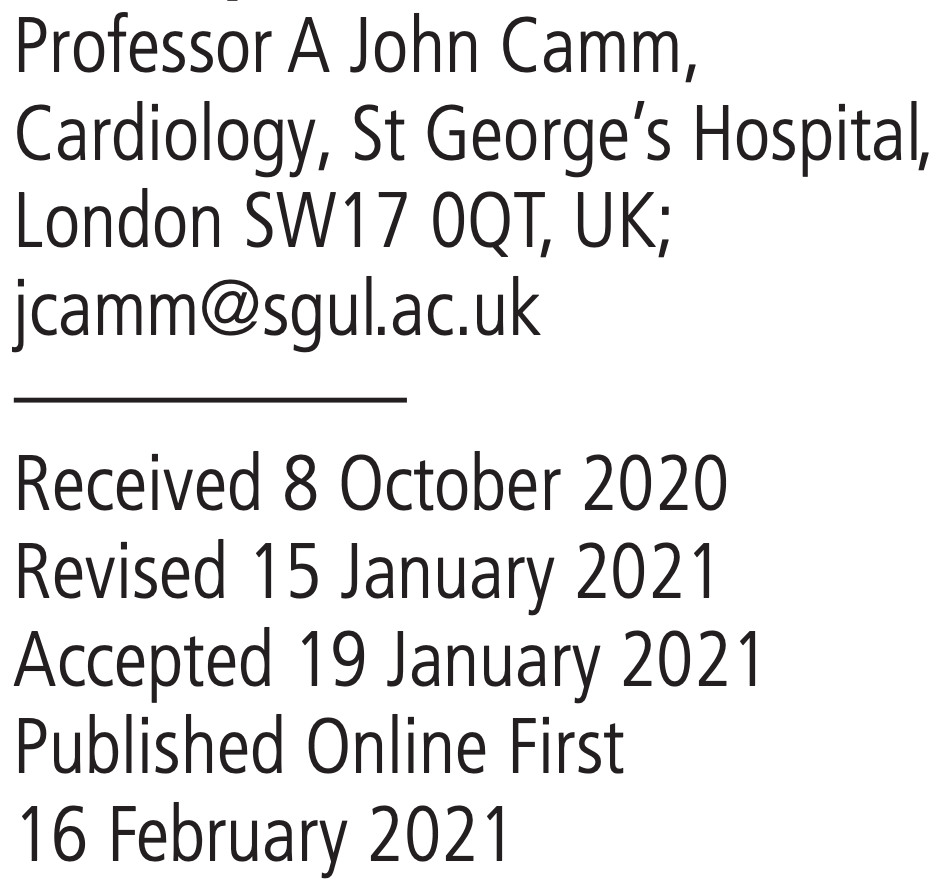 Professor A John Camm,
Cardiology, St George’s Hospital,
London SW17 0QT, UK;
jcamm@sgul.ac.uk
Received 8 October 2020
Revised 15 January 2021
Accepted 19 January 2021
Published Online First
16 February 2021